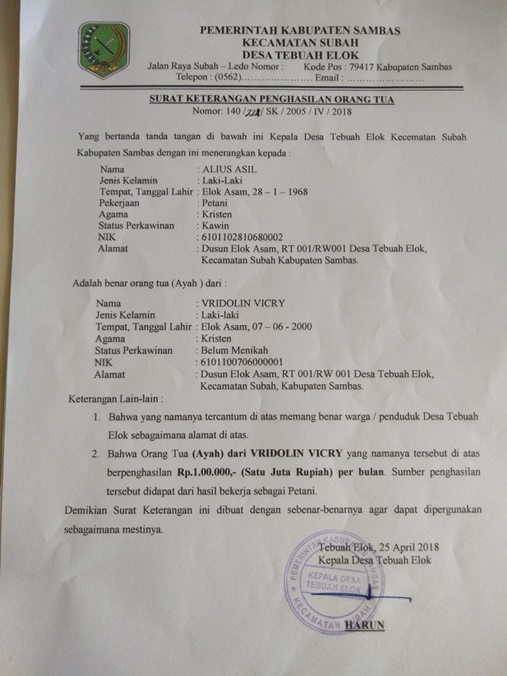 PEMERINTAH KABUPATEN SAMBAS
KECAMATAN SUBAH
DESA TEBUAH ELOK
Jalan Raya Subah – Ledo Nomor : Kode Pos : 79417 Kabupaten Sambas
Telepon : (0562)...................... Email : ........................
SURAT KETERANGAN PENGHASILAN ORANG TUA
Nomor: 140 / / SK / 2005 / IV / 2018
Yang bertanda tanda tangan di bawah ini Kepala Desa Tebuah Elok Kecematan Subah
Kabupaten Sambas dengan ini menerangkan kepada :
Nama : ALIUS ASIL
Jenis Kelamin : Laki-Laki
Tempat, Tanggal Lahir : Elok Asam, 28 – 1 – 1968
Pekerjaan : Petani
Agama : Kristen
Status Perkawinan : Kawin
NIK : 6101102810680002
Alamat : Dusun Elok Asam, RT 001/RW001 Desa Tebuah Elok,
Kecamatan Subah Kabupaten Sambas.
Adalah benar orang tua (Ayah ) dari :
Nama : VRIDOLIN VICRY
Jenis Kelamin : Laki-laki
Tempat, Tanggal Lahir : Elok Asam, 07 – 06 - 2000
Agama : Kristen
Status Perkawinan : Belum Menikah
NIK : 6101100706000001
Alamat : Dusun Elok Asam, RT 001/RW 001 Desa Tebuah Elok,
Kecamatan Subah, Kabupaten Sambas.
Keterangan Lain-lain :
1. Bahwa yang namanya tercantum di atas memang benar warga / penduduk Desa Tebuah
Elok sebagaimana alamat di atas.
2. Bahwa Orang Tua (Ayah) dari VRIDOLIN VICRY yang namanya tersebut di atas
berpenghasilan Rp.1.00.000,- (Satu Juta Rupiah) per bulan. Sumber penghasilan
tersebut didapat dari hasil bekerja sebagai Petani.
Demikian Surat Keterangan ini dibuat dengan sebenar-benarnya agar dapat dipergunakan
sebagaimana mestinya.
Tebuah Elok, 25 April 2018
Kepala Desa Tebuah Elok
PEMERINTAH KABUPATEN SAMBAS
KEPALA DESA
TEBUAH ELOK
KECAMATAN SUBAH
HARUN